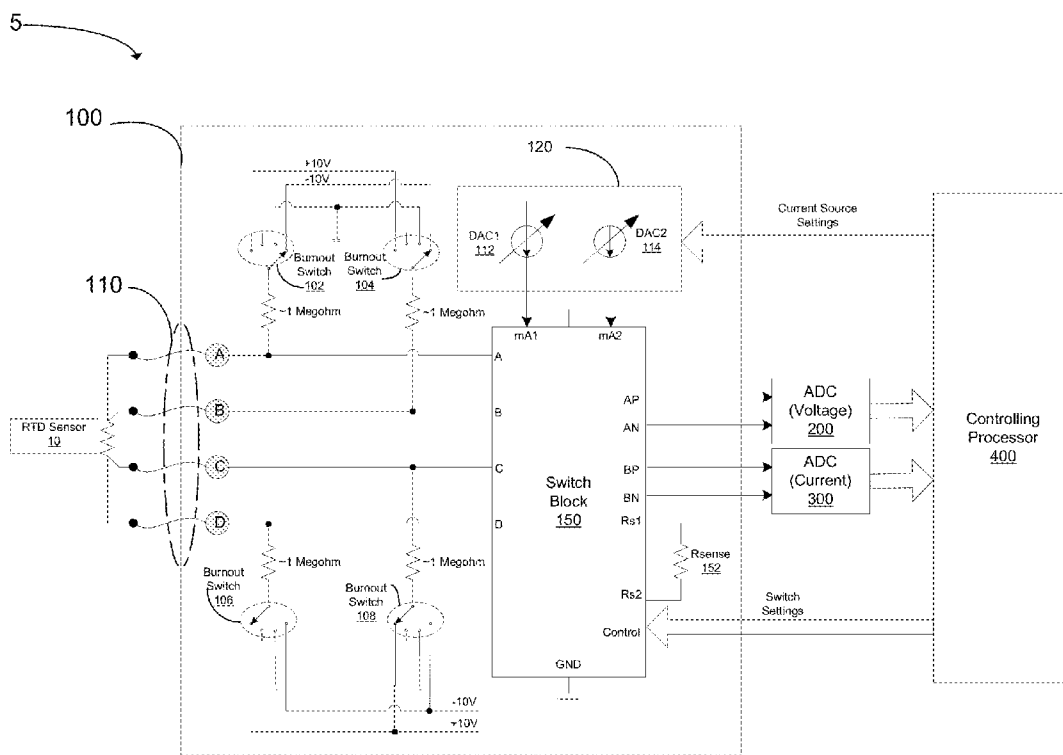 5
100
110
120
+10V
-10V
DAC1
112
DAC2
114
Current Source
Settings
Burnout
Switch
102
Burnout
Switch
104
~1 Megohm
~1 Megohm
mA1
mA2
A
A
B
B
C
C
D
D
RTD Sensor
10
AP
AN
BP
BN
Rs1
Rs2
Control
GND
Switch
Block
150
ADC
(Voltage)
200
ADC
(Current)
300
Controlling
Processor
400
Rsense
152
Switch
Settings
~1 Megohm
~1 Megohm
Burnout
Switch
106
Burnout
Switch
108
-10V
+10V